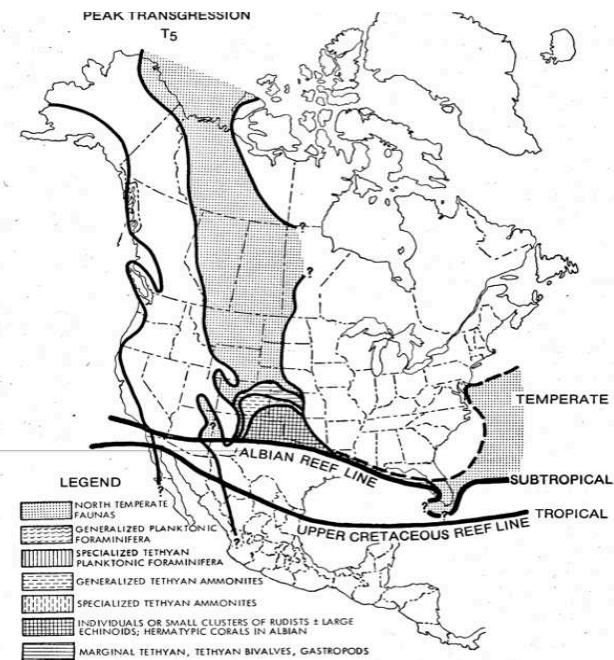 PEAK TRANSGRESSION
T5
?
?
?
?
TEMPERATE
ALBIAN REEF LINE
SUBTROPICAL
?
?
?
TROPICAL
UPPER CRETACEOUS REEF LINE
?
LEGEND
NORTH TEMPERATE
FAUNAS
GENERALIZED PLANKTONIC
FORAMINIFERA
SPECIALIZED TETHYAN
PLANKTONIC FORAMINIFERA
GENERALIZED TETHYAN AMMONITES
SPECIALIZED TETHYAN AMMONITES
INDIVIDUALS OR SMALL CLUSTERS OF RUDISTS ± LARGE
ECHINOIDS; HERMATYPIC CORALS IN ALBIAN
MARGINAL TETHYAN, TETHYAN BIVALVES, GASTROPODS